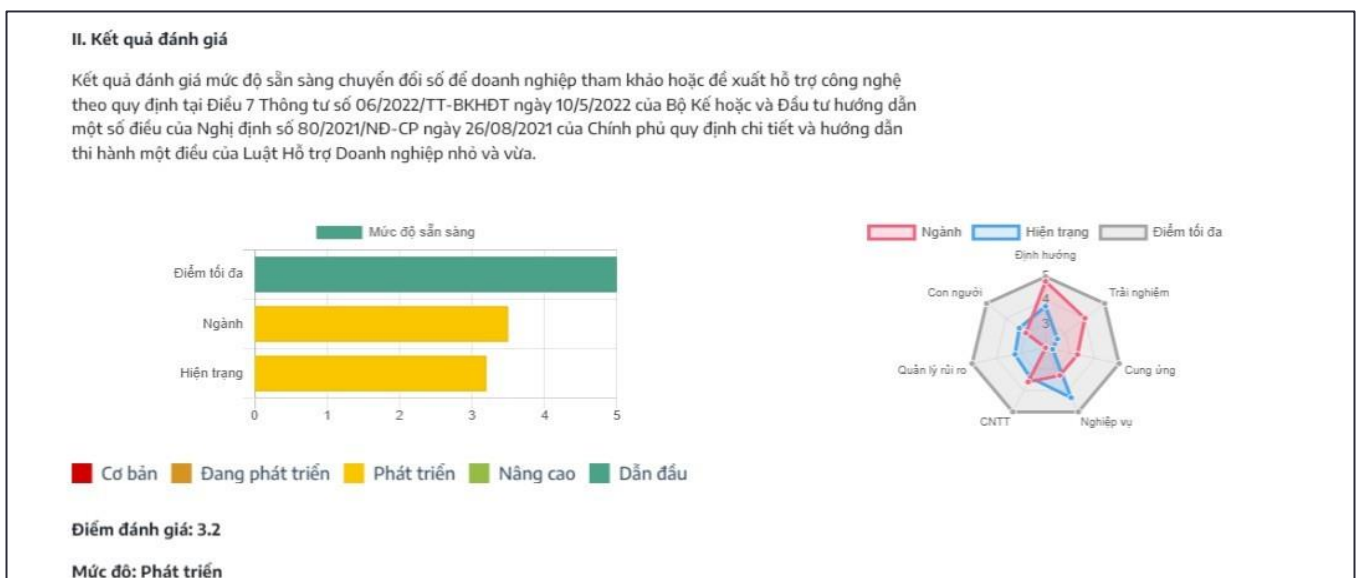 II. Kết quả đánh giá
Kết quả đánh giá mức độ sẵn sàng chuyển đổi số để doanh nghiệp tham khảo hoặc đề xuất hỗ trợ công nghệ
theo quy định tại Điều 7 Thông tư số 06/2022/TT-BKHĐT ngày 10/5/2022 của Bộ Kế hoặc và Đầu tư hướng dẫn
một số điều của Nghị định số 80/2021/NĐ-CP ngày 26/08/2021 của Chính phủ quy định chi tiết và hướng dẫn
thi hành một điều của Luật Hỗ trợ Doanh nghiệp nhỏ và vừa.
Mức độ sẵn sàng
Điểm tối đa
Ngành
Hiện trạng
0 1 2 3 4 5
Ngành Hiện trạng Điểm tối đa
Định hướng
5
Con người Trải nghiệm
4
3
Quản lý rủi ro Cung ứng
CNTT Nghiệp vụ
Cơ bản Đang phát triển Phát triển Nâng cao Dẫn đầu
Điểm đánh giá: 3.2
Mức độ: Phát triển